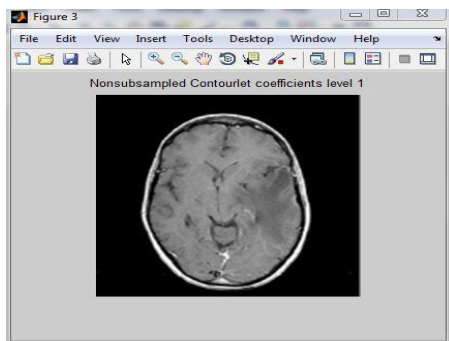 Figure 3
File Edit View Insert Tools Desktop Window Help
Nonsubsampled Contourlet coefficients level 1